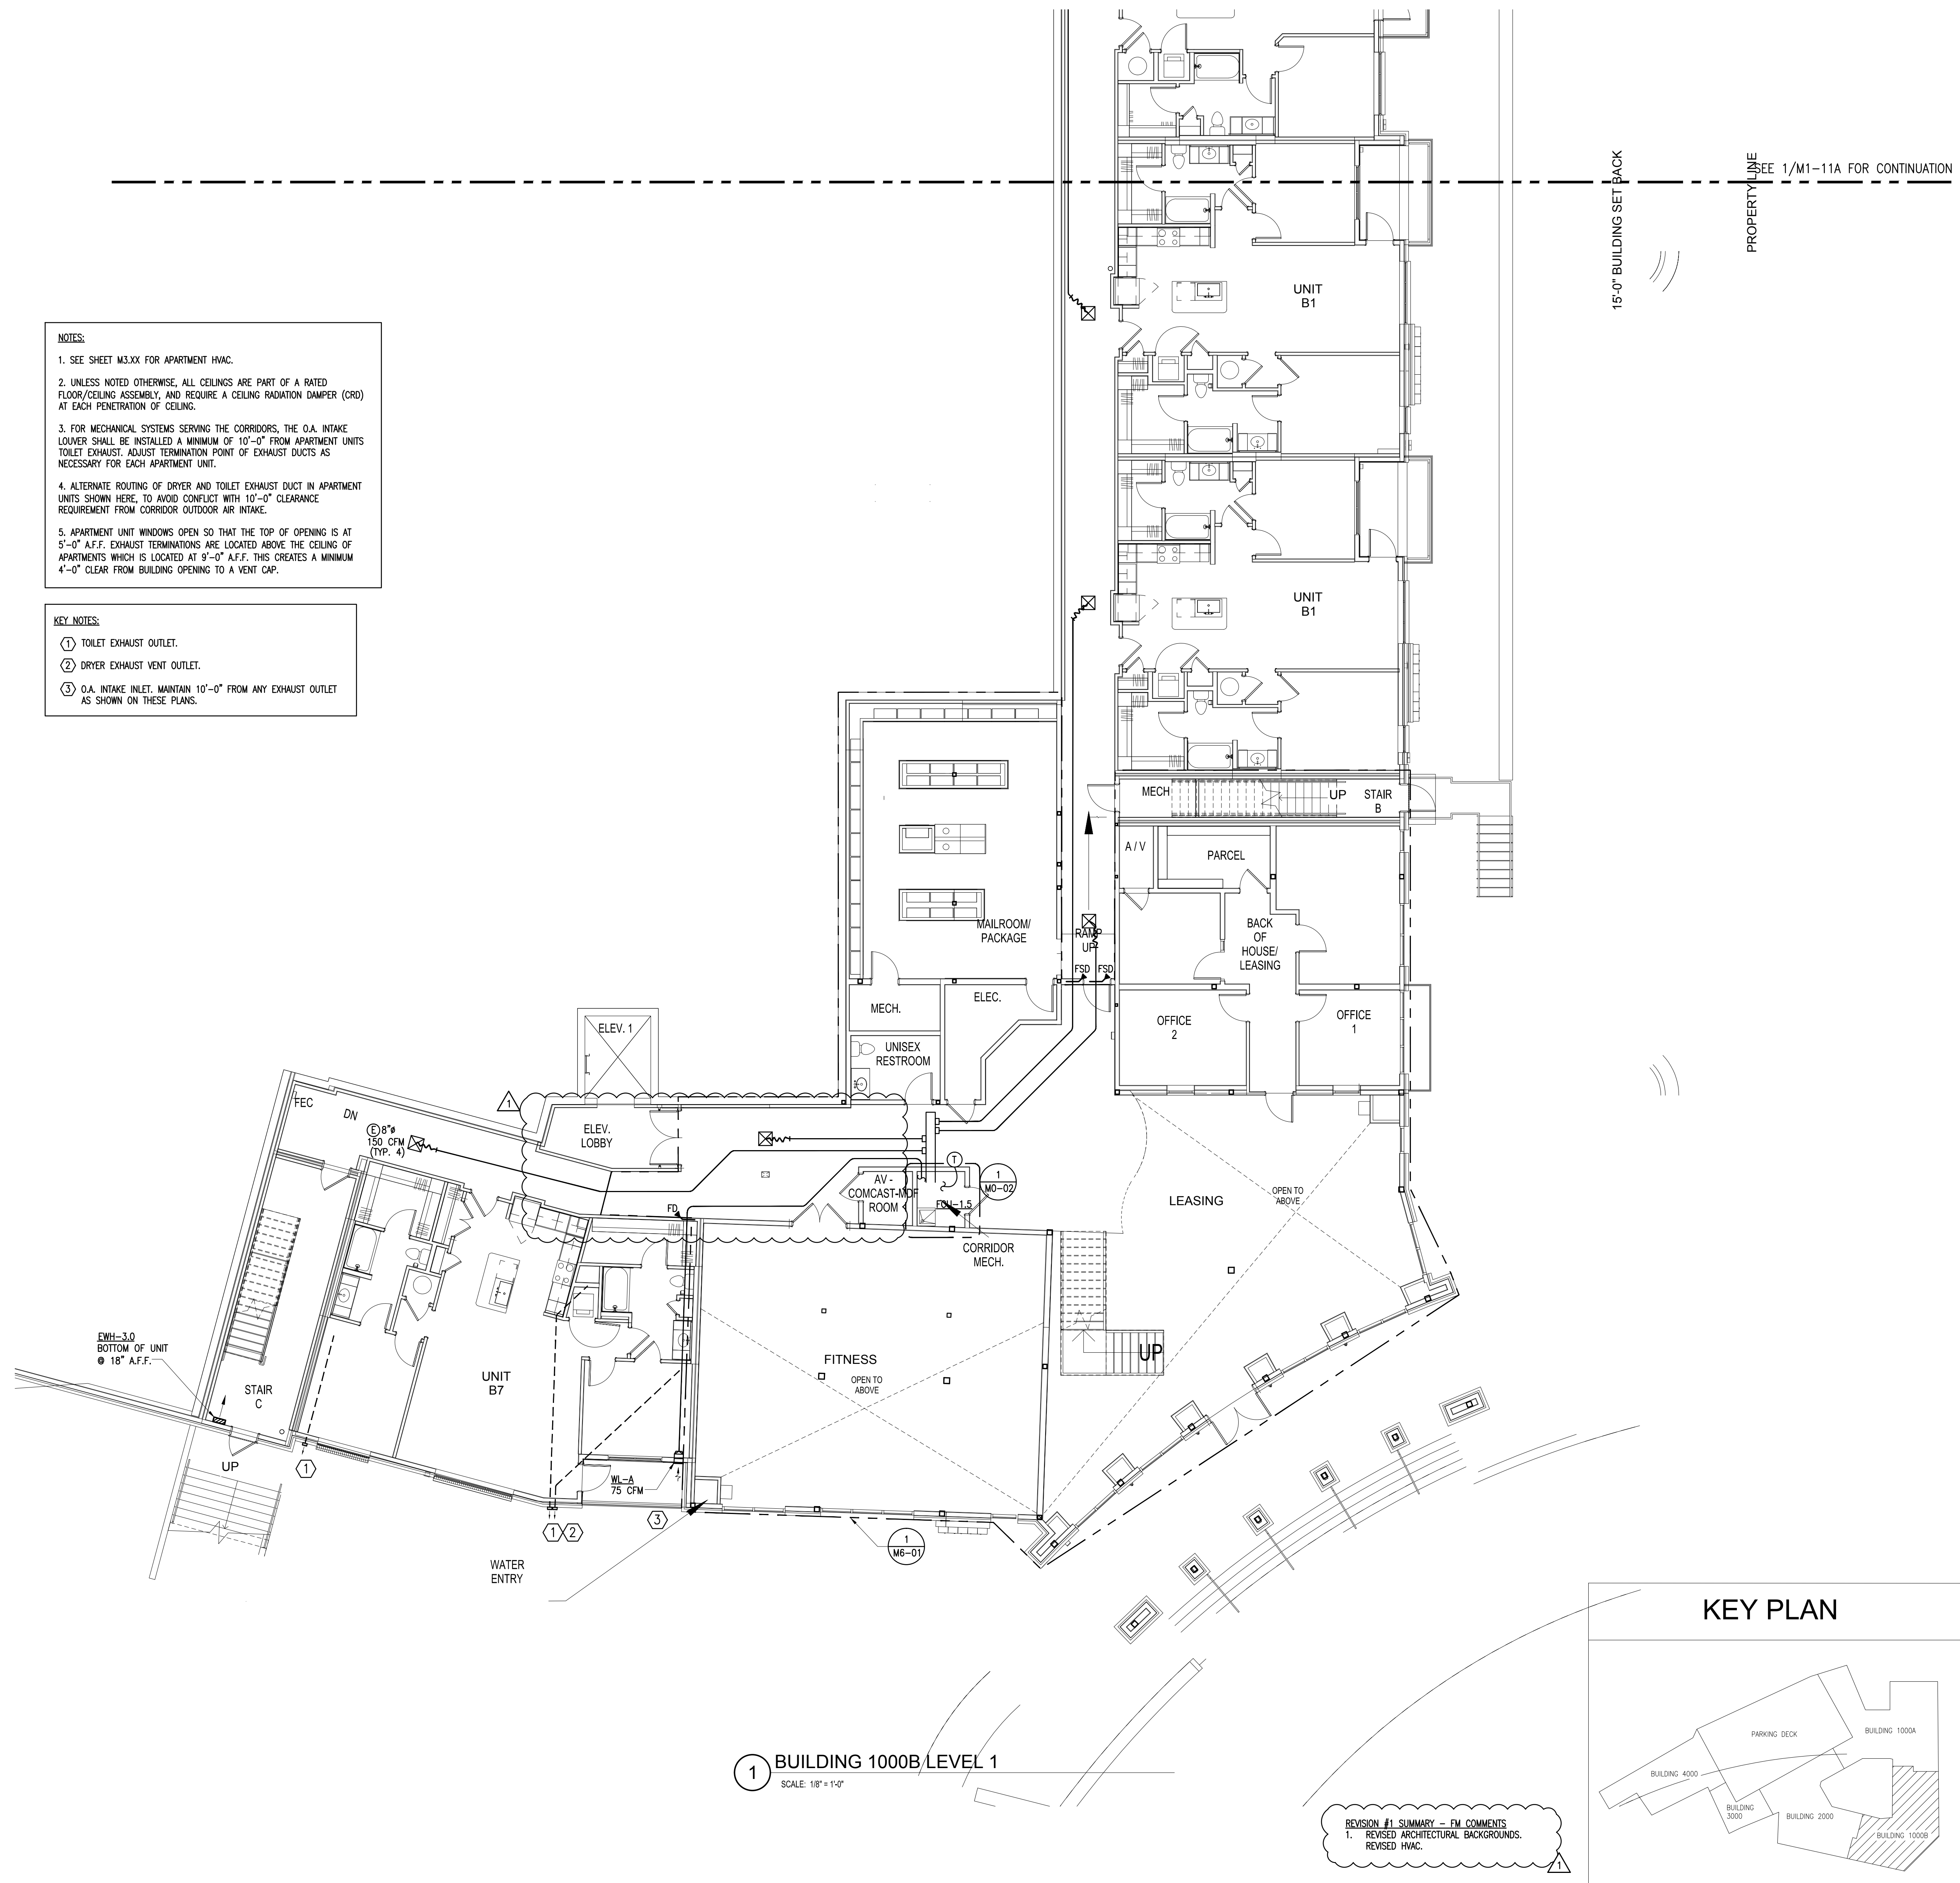 SEE 1/M1-11A FOR CONTINUATION
15'-0" BUILDING SET BACK
PROPERTY LINE
UNIT
B1
NOTES:
1. SEE SHEET M3.XX FOR APARTMENT HVAC.
2. UNLESS NOTED OTHERWISE, ALL CEILINGS ARE PART OF A RATED
FLOOR/CEILING ASSEMBLY, AND REQUIRE A CEILING RADIATION DAMPER (CRD)
AT EACH PENETRATION OF CEILING.
3. FOR MECHANICAL SYSTEMS SERVING THE CORRIDORS, THE O.A. INTAKE
LOUVER SHALL BE INSTALLED A MINIMUM OF 10'-0" FROM APARTMENT UNITS
TOILET EXHAUST. ADJUST TERMINATION POINT OF EXHAUST DUCTS AS
NECESSARY FOR EACH APARTMENT UNIT.
4. ALTERNATE ROUTING OF DRYER AND TOILET EXHAUST DUCT IN APARTMENT
UNITS SHOWN HERE, TO AVOID CONFLICT WITH 10'-0" CLEARANCE
REQUIREMENT FROM CORRIDOR OUTDOOR AIR INTAKE.
5. APARTMENT UNIT WINDOWS OPEN SO THAT THE TOP OF OPENING IS AT
5'-0" A.F.F. EXHAUST TERMINATIONS ARE LOCATED ABOVE THE CEILING OF
APARTMENTS WHICH IS LOCATED AT 9'-0" A.F.F. THIS CREATES A MINIMUM
4'-0" CLEAR FROM BUILDING OPENING TO A VENT CAP.
KEY NOTES:
1 TOILET EXHAUST OUTLET.
2 DRYER EXHAUST VENT OUTLET.
3 O.A. INTAKE INLET. MAINTAIN 10'-0" FROM ANY EXHAUST OUTLET
AS SHOWN ON THESE PLANS.
UNIT
B1
MECH
UP
STAIR
B
A / V
PARCEL
MAILROOM/
PACKAGE
RAMP
UP
BACK
OF
HOUSE/
LEASING
FSD
FSD
MECH.
ELEC.
OFFICE
2
OFFICE
1
ELEV. 1
UNISEX
RESTROOM
1
FEC
DN
E 8"ø
150 CFM
(TYP. 4)
ELEV.
LOBBY
T
1
M0-02
AV -
COMCAST-MDF
ROOM
FCU-1.5
FD
LEASING
OPEN TO
ABOVE
CORRIDOR
MECH.
EWH-3.0
BOTTOM OF UNIT
@ 18" A.F.F.
STAIR
C
UNIT
B7
FITNESS
OPEN TO
ABOVE
UP
UP
WL-A
75 CFM
1
1 2
3
1
M6-01
WATER
ENTRY
KEY PLAN
PARKING DECK
BUILDING 1000A
BUILDING 4000
BUILDING
3000
BUILDING 2000
BUILDING 1000B
1 BUILDING 1000B LEVEL 1
SCALE: 1/8" = 1'-0"
REVISION #1 SUMMARY - FM COMMENTS
1. REVISED ARCHITECTURAL BACKGROUNDS.
REVISED HVAC.
1